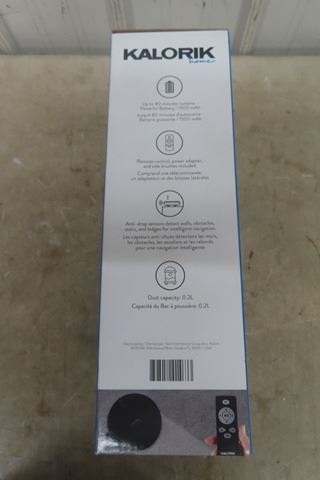 KALORIK
home
Up to 80 minutes runtime -
Powerful Battery / 1500 mAh
Jusqu'à 80 minutes d'autonomie -
Batterie puissante / 1500 mAh
Remote control, power adapter,
and side brushes included.
Comprend une télécommande,
un adaptateur et des brosses latérales
Anti-drop sensors detect walls, obstacles,
stairs, and ledges for intelligent navigation.
Les capteurs anti-chute détectent les murs,
les obstacles, les escaliers et les rebords
pour une navigation intelligente
Dust capacity: 0.2L
Capacité du Bac à poussière: 0.2L
KALORIK